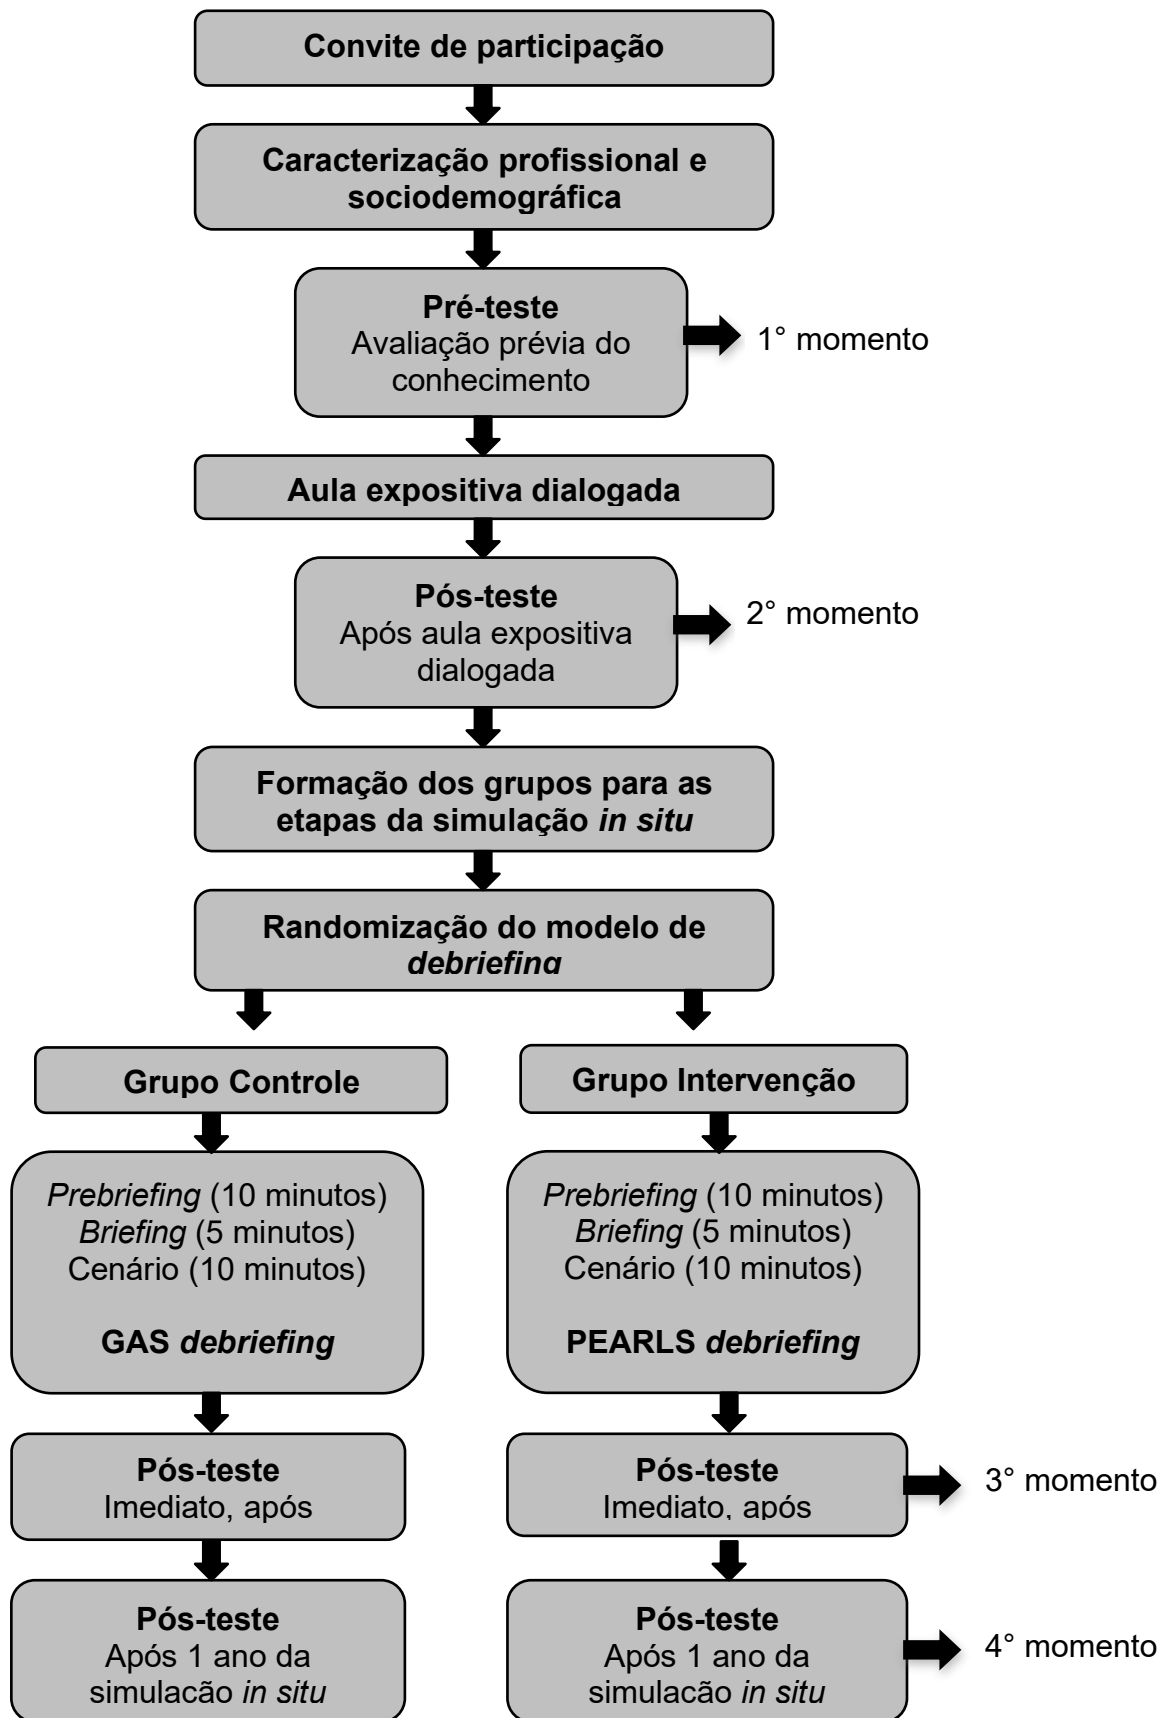 Convite de participação
Caracterização profissional e
sociodemográfica
Pré-teste
Avaliação prévia do
conhecimento
1° momento
Aula expositiva dialogada
Pós-teste
Após aula expositiva
dialogada
2° momento
Formação dos grupos para as
etapas da simulação in situ
Randomização do modelo de
debriefing
Grupo Controle
Grupo Intervenção
Prebriefing (10 minutos)
Briefing (5 minutos)
Cenário (10 minutos)
GAS debriefing
Prebriefing (10 minutos)
Briefing (5 minutos)
Cenário (10 minutos)
PEARLS debriefing
Pós-teste
Imediato, após
Pós-teste
Imediato, após
3° momento
Pós-teste
Após 1 ano da
simulação in situ
Pós-teste
Após 1 ano da
simulação in situ
4° momento